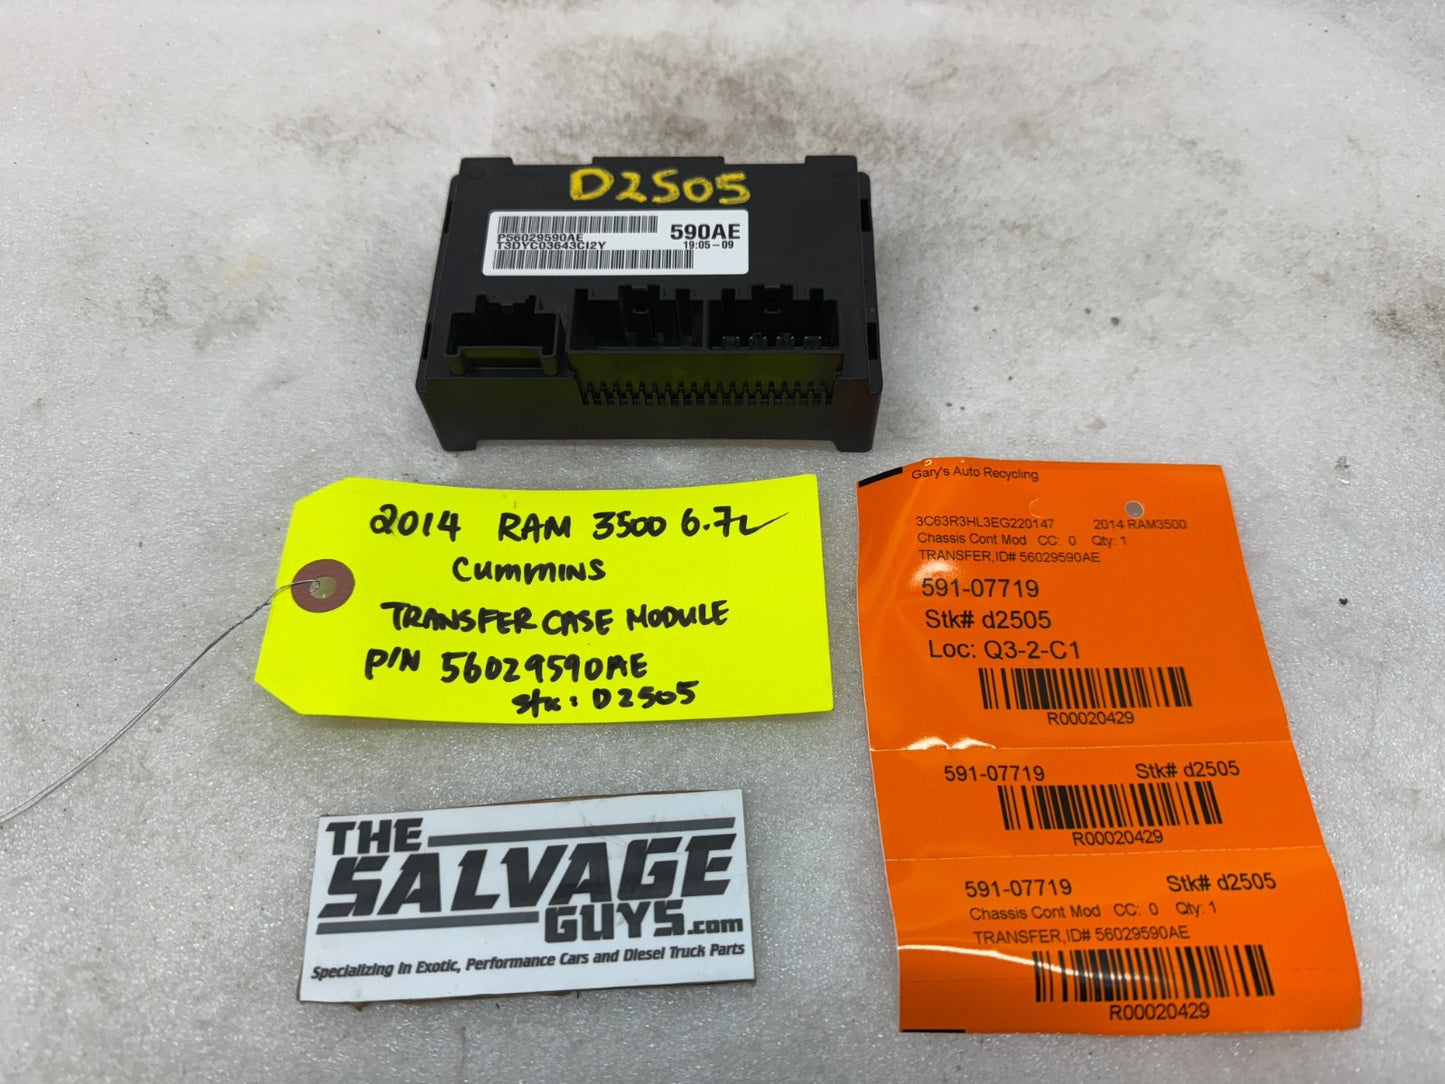 D2505
P56029590AE
T3DYC03643CI2Y
590AE
19:05-09
2014 RAM 3500 6.7L
CUMMINS
TRANSFER CASE MODULE
P/N 56029590AE
STK: D2505
Gary's Auto Recycling
3C63R3HL3EG220147 2014 RAM3500
Chassis Cont Mod CC: 0 Qty: 1
TRANSFER,ID# 56029590AE
591-07719
Stk# d2505
Loc: Q3-2-C1
R00020429
591-07719 Stk# d2505
R00020429
591-07719 Stk# d2505
Chassis Cont Mod CC: 0 Qty: 1
TRANSFER,ID# 56029590AE
R00020429
THE
SALVAGE
GUYS.com
Specializing in Exotic, Performance Cars and Diesel Truck Parts